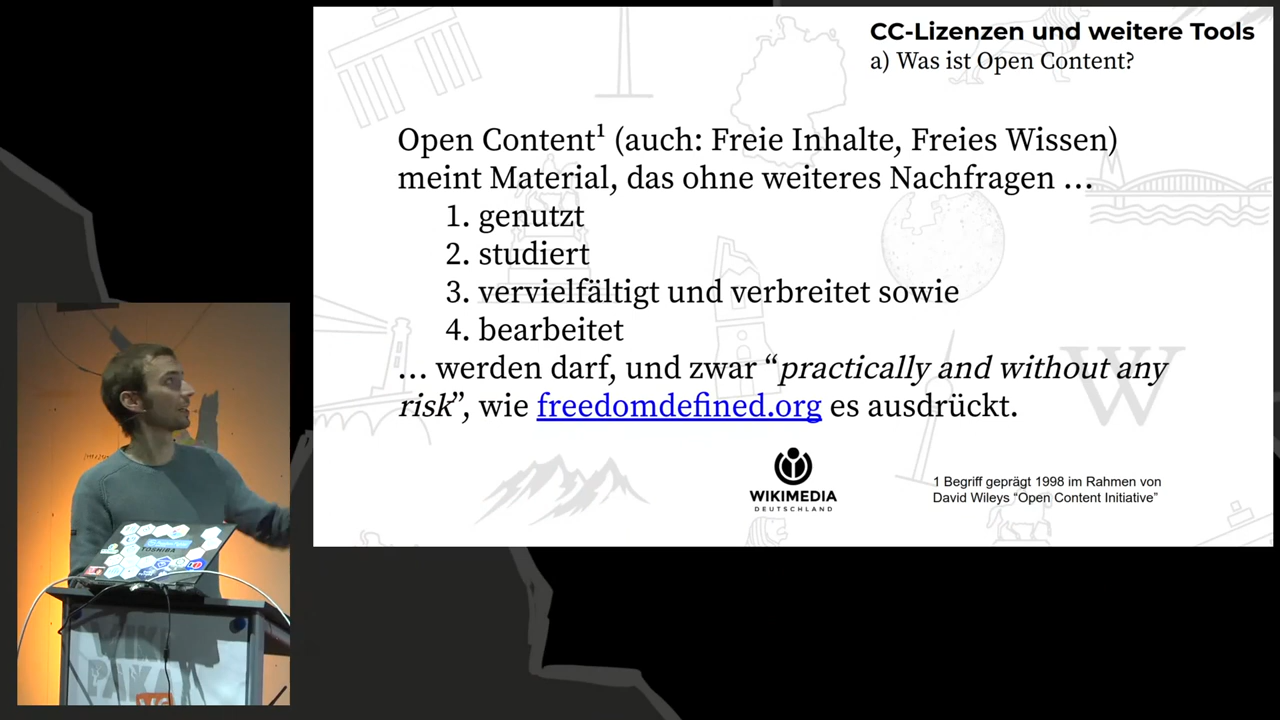 CC-Lizenzen und weitere Tools
a) Was ist Open Content?
Open Content¹ (auch: Freie Inhalte, Freies Wissen)
meint Material, das ohne weiteres Nachfragen …
1. genutzt
2. studiert
3. vervielfältigt und verbreitet sowie
4. bearbeitet
… werden darf, und zwar “practically and without any
risk”, wie freedomdefined.org es ausdrückt.
W
WIKIMEDIA
DEUTSCHLAND
1 Begriff geprägt 1998 im Rahmen von
David Wileys “Open Content Initiative”
TOSHIBA
WIKI
PAKA